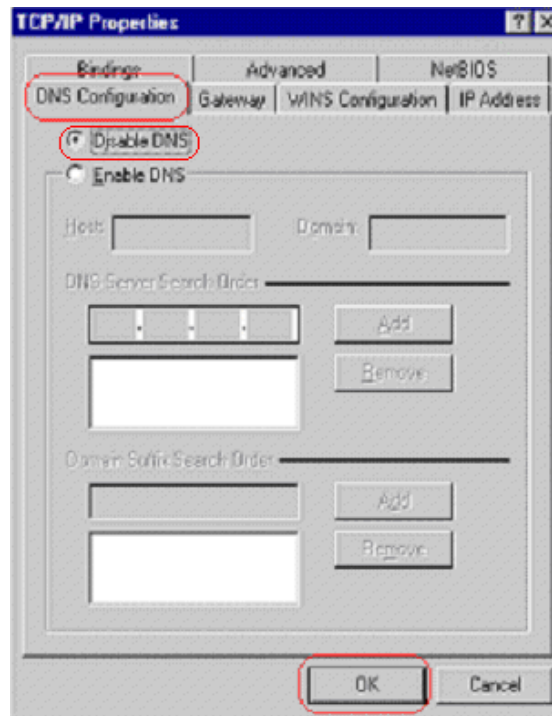 TCP/IP Properties
Bindings Advanced NetBIOS
DNS Configuration Gateway WINS Configuration IP Address
Disable DNS
Enable DNS
Host: Domain:
DNS Server Search Order
Add
Remove
Domain Suffix Search Order
Add
Remove
OK Cancel